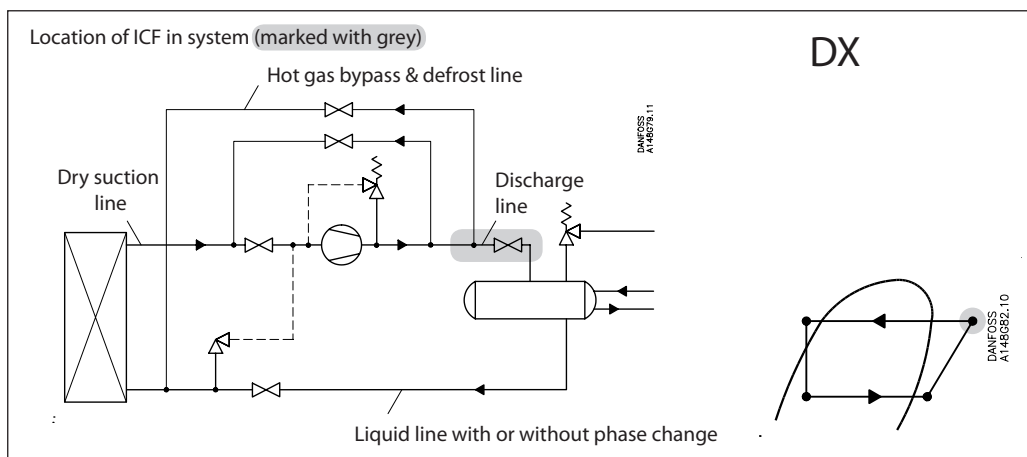 Location of ICF in system (marked with grey)
DX
Hot gas bypass & defrost line
DANFOSS
A148G79.11
Dry suction
line
Discharge
line
DANFOSS
A148G82.10
Liquid line with or without phase change